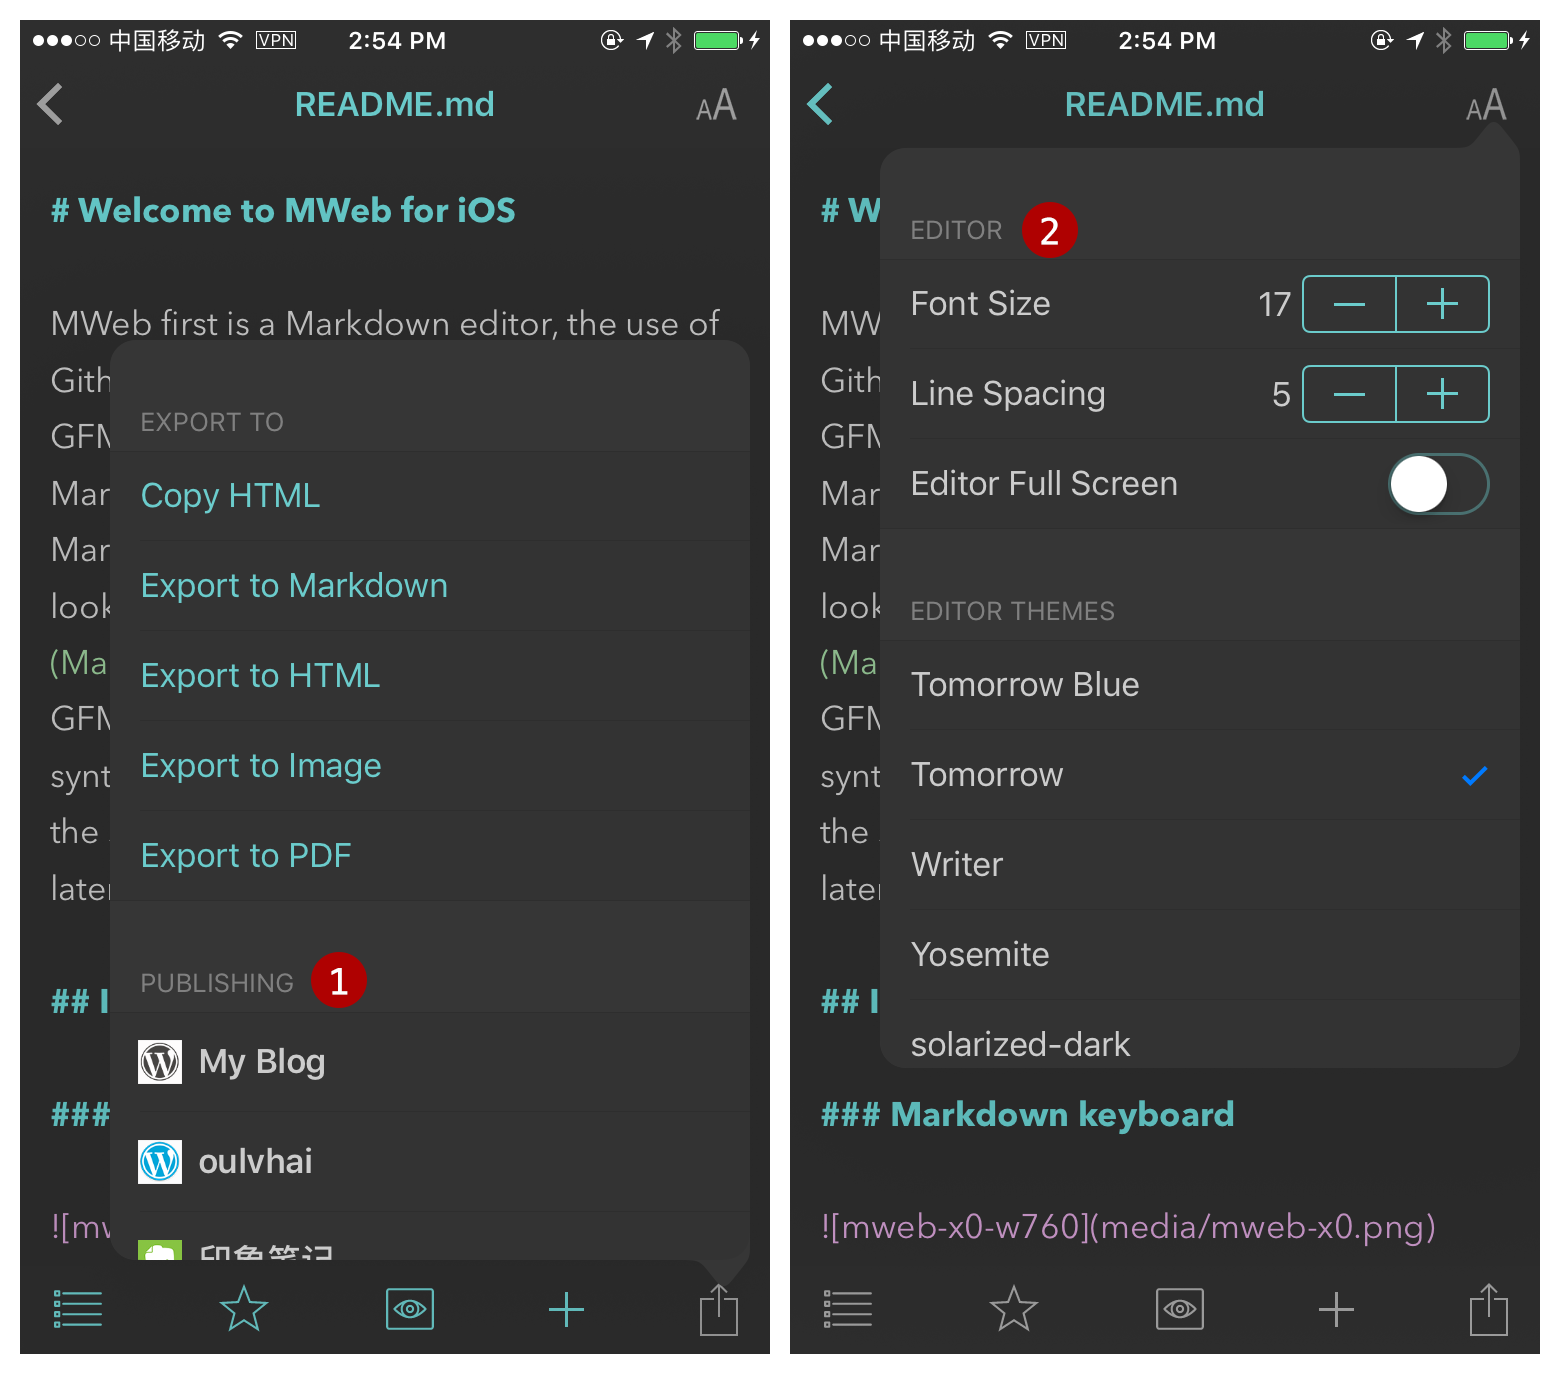 中国移动 VPN 2:54 PM
README.md AA
# Welcome to MWeb for iOS
MWeb first is a Markdown editor, the use of
Gith
GFM
Mar
Mar
look
(Ma
GFM
synt
the
later
## I
###
![mw
EXPORT TO
Copy HTML
Export to Markdown
Export to HTML
Export to Image
Export to PDF
PUBLISHING 1
My Blog
oulvhai
印象笔记
中国移动 VPN 2:54 PM
README.md AA
# W
MW
Gith
GFM
Mar
Mar
look
(Ma
GFM
synt
the
later
## I
EDITOR 2
Font Size 17
Line Spacing 5
Editor Full Screen
EDITOR THEMES
Tomorrow Blue
Tomorrow
Writer
Yosemite
solarized-dark
### Markdown keyboard
![mweb-x0-w760](media/mweb-x0.png)